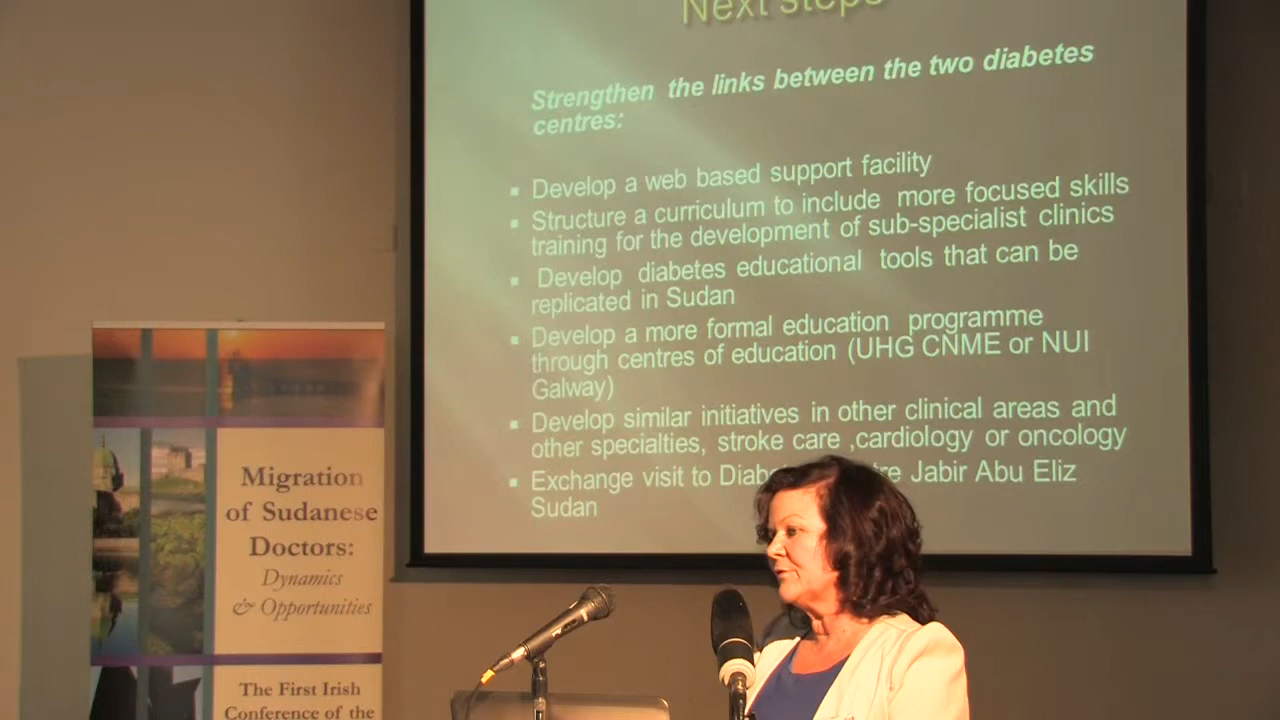 Next steps
Strengthen the links between the two diabetes
centres:
▪ Develop a web based support facility
▪ Structure a curriculum to include more focused skills
training for the development of sub-specialist clinics
▪ Develop diabetes educational tools that can be
replicated in Sudan
▪ Develop a more formal education programme
through centres of education (UHG CNME or NUI
Galway)
▪ Develop similar initiatives in other clinical areas and
other specialties, stroke care ,cardiology or oncology
▪ Exchange visit to Jabir Abu Eliz
Sudan
Migration
of Sudanese
Doctors:
Dynamics
& Opportunities
The First Irish
Conference of the